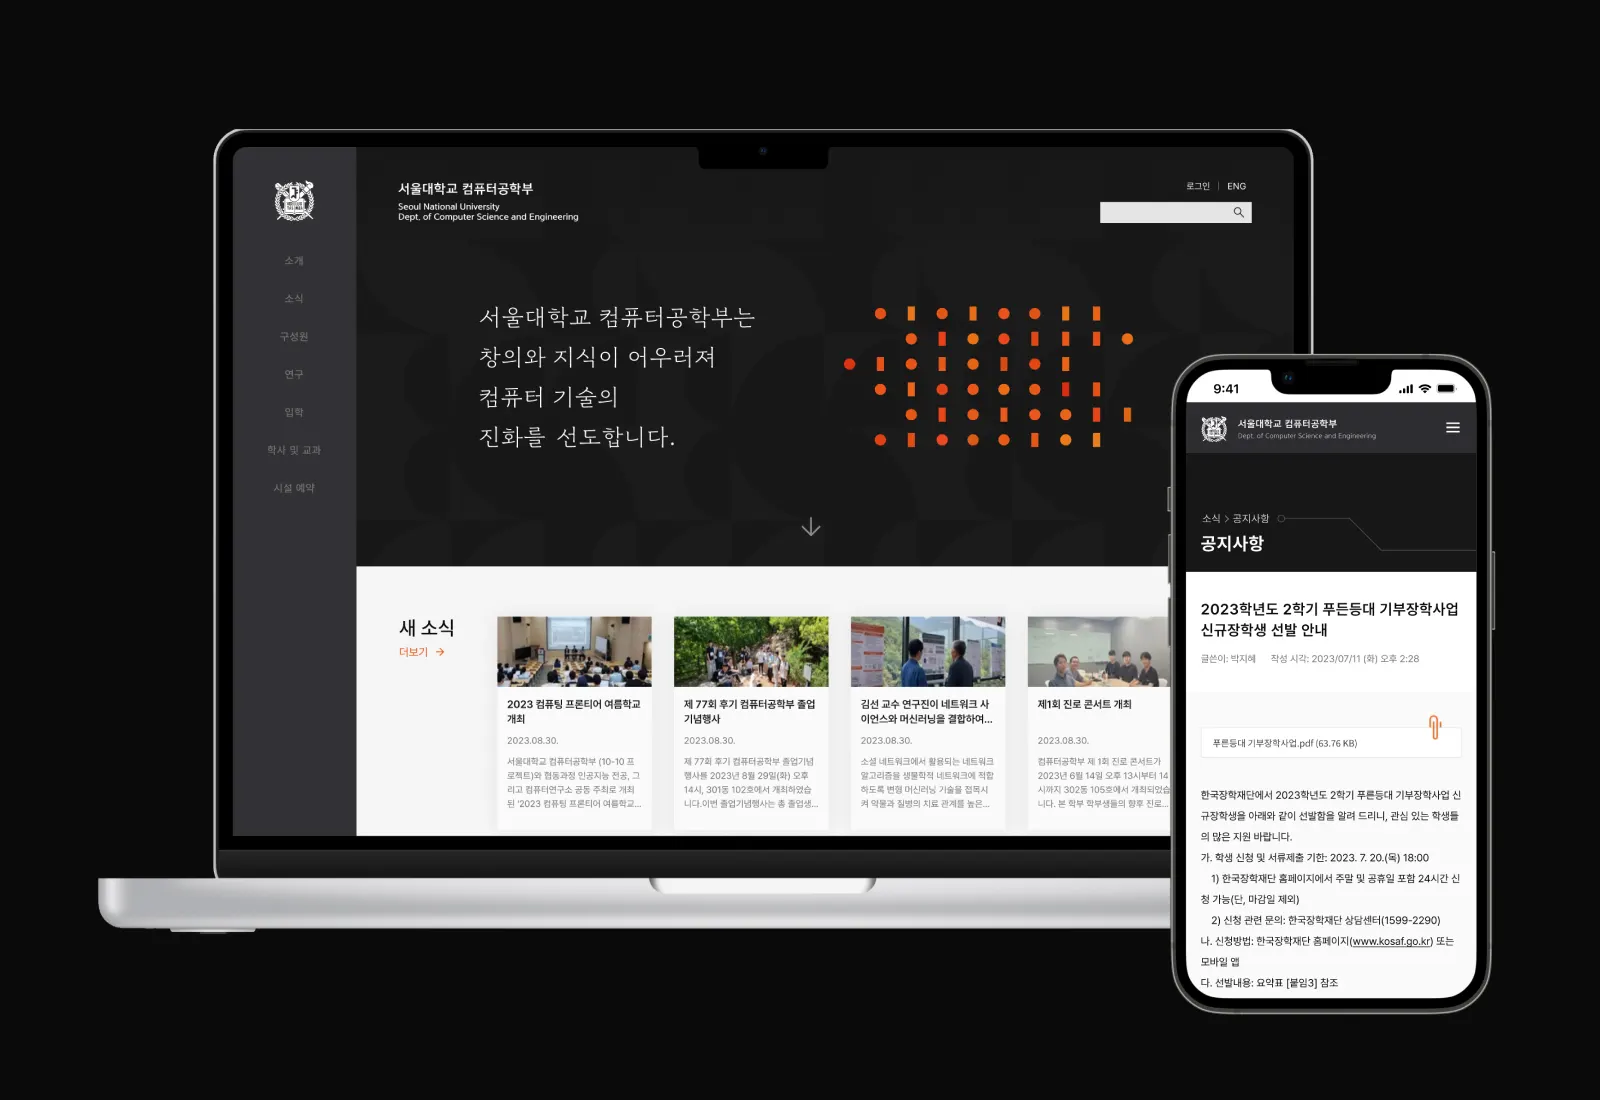 서울대학교 컴퓨터공학부
Seoul National University
Dept. of Computer Science and Engineering
로그인 | ENG
소개
소식
구성원
연구
입학
학사 및 교과
시설 예약
서울대학교 컴퓨터공학부는
창의와 지식이 어우러져
컴퓨터 기술의
진화를 선도합니다.
새 소식
더보기 →
2023 컴퓨팅 프론티어 여름학교
개최
2023.08.30.
서울대학교 컴퓨터공학부 (10-10 프
로젝트)와 협동과정 인공지능 전공, 그
리고 컴퓨터연구소 공동 주최로 개최
된 '2023 컴퓨팅 프론티어 여름학교...
제 77회 후기 컴퓨터공학부 졸업
기념행사
2023.08.30.
제 77회 후기 컴퓨터공학부 졸업기념
행사를 2023년 8월 29일(화) 오후
14시, 301동 102호에서 개최하였습
니다.이번 졸업기념행사는 총 졸업생...
김선 교수 연구진이 네트워크 사
이언스와 머신러닝을 결합하여...
2023.08.30.
소셜 네트워크에서 활용되는 네트워크
알고리즘을 생물학적 네트워크에 적합
하도록 변형 머신러닝 기술을 접목시
켜 약물과 질병의 치료 관계를 높은...
제1회 진로 콘서트 개최
2023.08.30.
컴퓨터공학부 제 1회 진로 콘서트가
2023년 6월 14일 오후 13시부터 14
시까지 302동 105호에서 개최되었습
니다. 본 학부 학부생들의 향후 진로...
9:41
서울대학교 컴퓨터공학부
Dept. of Computer Science and Engineering
소식 > 공지사항
공지사항
2023학년도 2학기 푸든등대 기부장학사업
신규장학생 선발 안내
글쓴이: 박지혜 작성 시각: 2023/07/11 (화) 오후 2:28
푸른등대 기부장학사업.pdf (63.76 KB)
한국장학재단에서 2023학년도 2학기 푸른등대 기부장학사업 신
규장학생을 아래와 같이 선발함을 알려 드리니, 관심 있는 학생들
의 많은 지원 바랍니다.
가. 학생 신청 및 서류제출 기한: 2023. 7. 20.(목) 18:00
1) 한국장학재단 홈페이지에서 주말 및 공휴일 포함 24시간 신
청 가능(단, 마감일 제외)
2) 신청 관련 문의: 한국장학재단 상담센터(1599-2290)
나. 신청방법: 한국장학재단 홈페이지(www.kosaf.go.kr) 또는
모바일 앱
다. 선발내용: 요약표 [붙임3] 참조